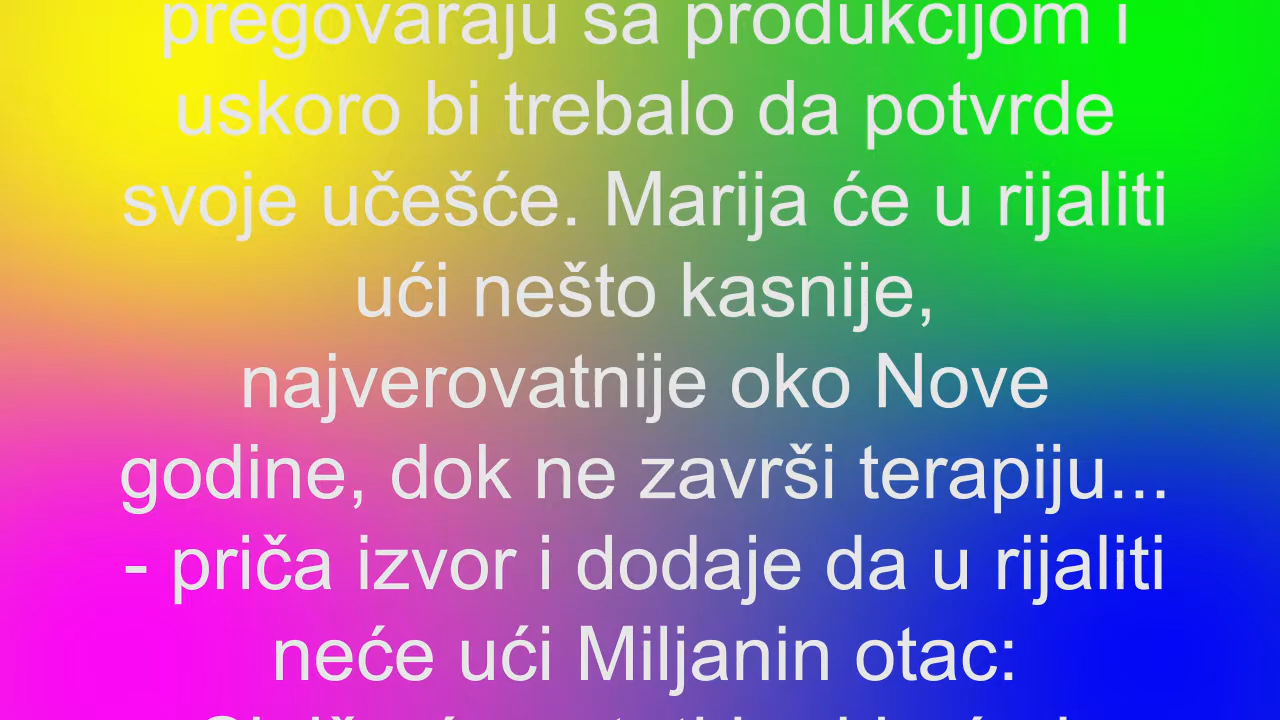 pregovaraju sa produkcijom i
uskoro bi trebalo da potvrde
svoje učešće. Marija će u rijaliti
ući nešto kasnije,
najverovatnije oko Nove
godine, dok ne završi terapiju...
- priča izvor i dodaje da u rijaliti
neće ući Miljanin otac: